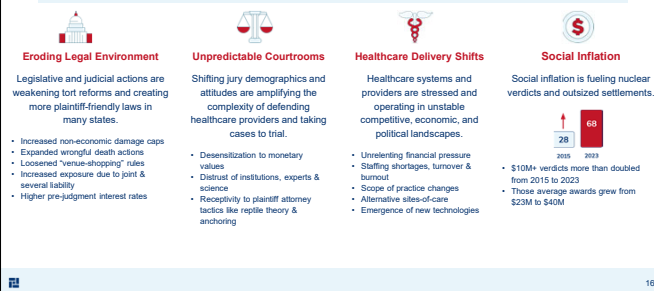 Eroding Legal Environment
Legislative and judicial actions are
weakening tort reforms and creating
more plaintiff-friendly laws in
many states.
• Increased non-economic damage caps
• Expanded wrongful death actions
• Loosened “venue-shopping” rules
• Increased exposure due to joint &
several liability
• Higher pre-judgment interest rates
Unpredictable Courtrooms
Shifting jury demographics and
attitudes are amplifying the
complexity of defending
healthcare providers and taking
cases to trial.
• Desensitization to monetary
values
• Distrust of institutions, experts &
science
• Receptivity to plaintiff attorney
tactics like reptile theory &
anchoring
Healthcare Delivery Shifts
Healthcare systems and
providers are stressed and
operating in unstable
competitive, economic, and
political landscapes.
• Unrelenting financial pressure
• Staffing shortages, turnover &
burnout
• Scope of practice changes
• Alternative sites-of-care
• Emergence of new technologies
$
Social Inflation
Social inflation is fueling nuclear
verdicts and outsized settlements.
28
68
2015 2023
• $10M+ verdicts more than doubled
from 2015 to 2023
• Those average awards grew from
$23M to $40M
16